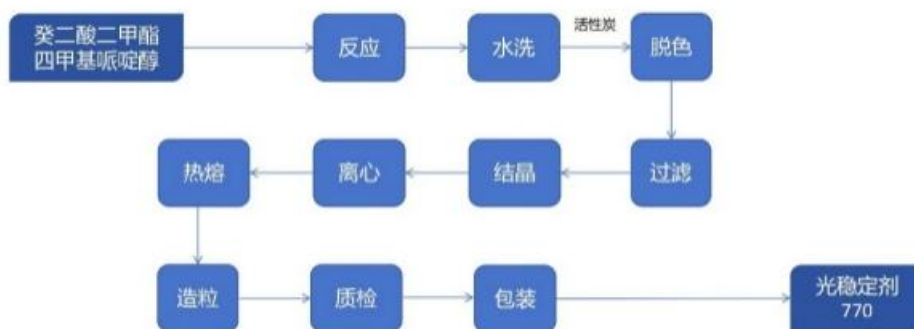 癸二酸二甲酯
四甲基哌啶醇
反应
水洗
活性炭
脱色
过滤
结晶
离心
热熔
造粒
质检
包装
光稳定剂
770